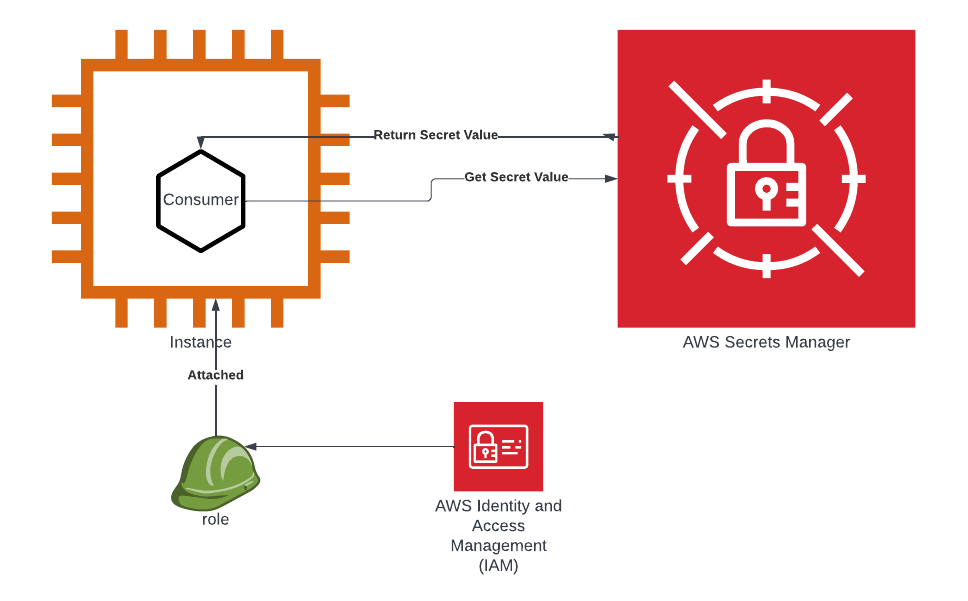 Return Secret Value
Get Secret Value
Consumer
Instance
AWS Secrets Manager
Attached
role
AWS Identity and
Access
Management
(IAM)